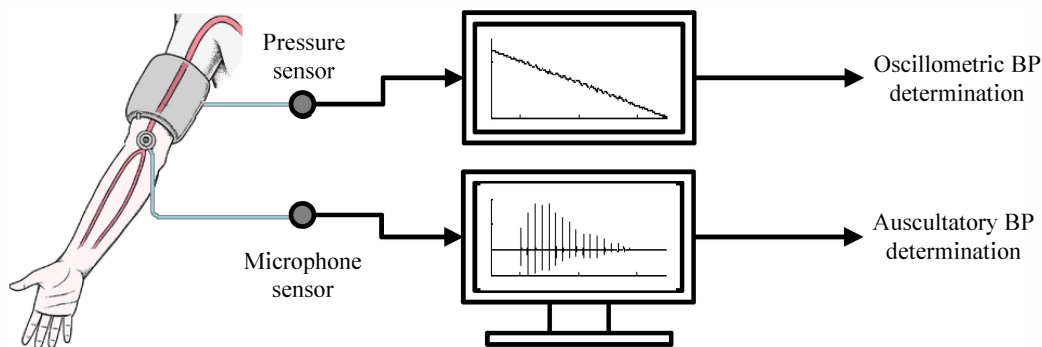 Pressure
sensor
Oscillometric BP
determination
Microphone
sensor
Auscultatory BP
determination